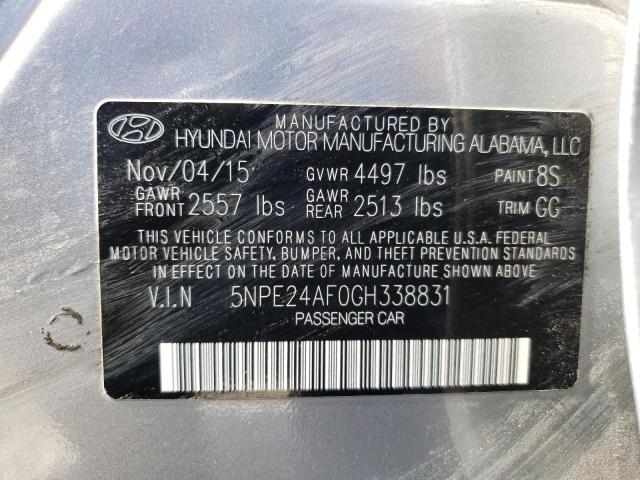 MANUFACTURED BY
HYUNDAI MOTOR MANUFACTURING ALABAMA, LLC
Nov/04/15 GVWR 4497 lbs PAINT 8S
GAWR FRONT 2557 lbs GAWR REAR 2513 lbs TRIM GG
THIS VEHICLE CONFORMS TO ALL APPLICABLE U.S.A. FEDERAL
MOTOR VEHICLE SAFETY, BUMPER, AND THEFT PREVENTION STANDARDS
IN EFFECT ON THE DATE OF MANUFACTURE SHOWN ABOVE
V.I.N 5NPE24AF0GH338831
PASSENGER CAR